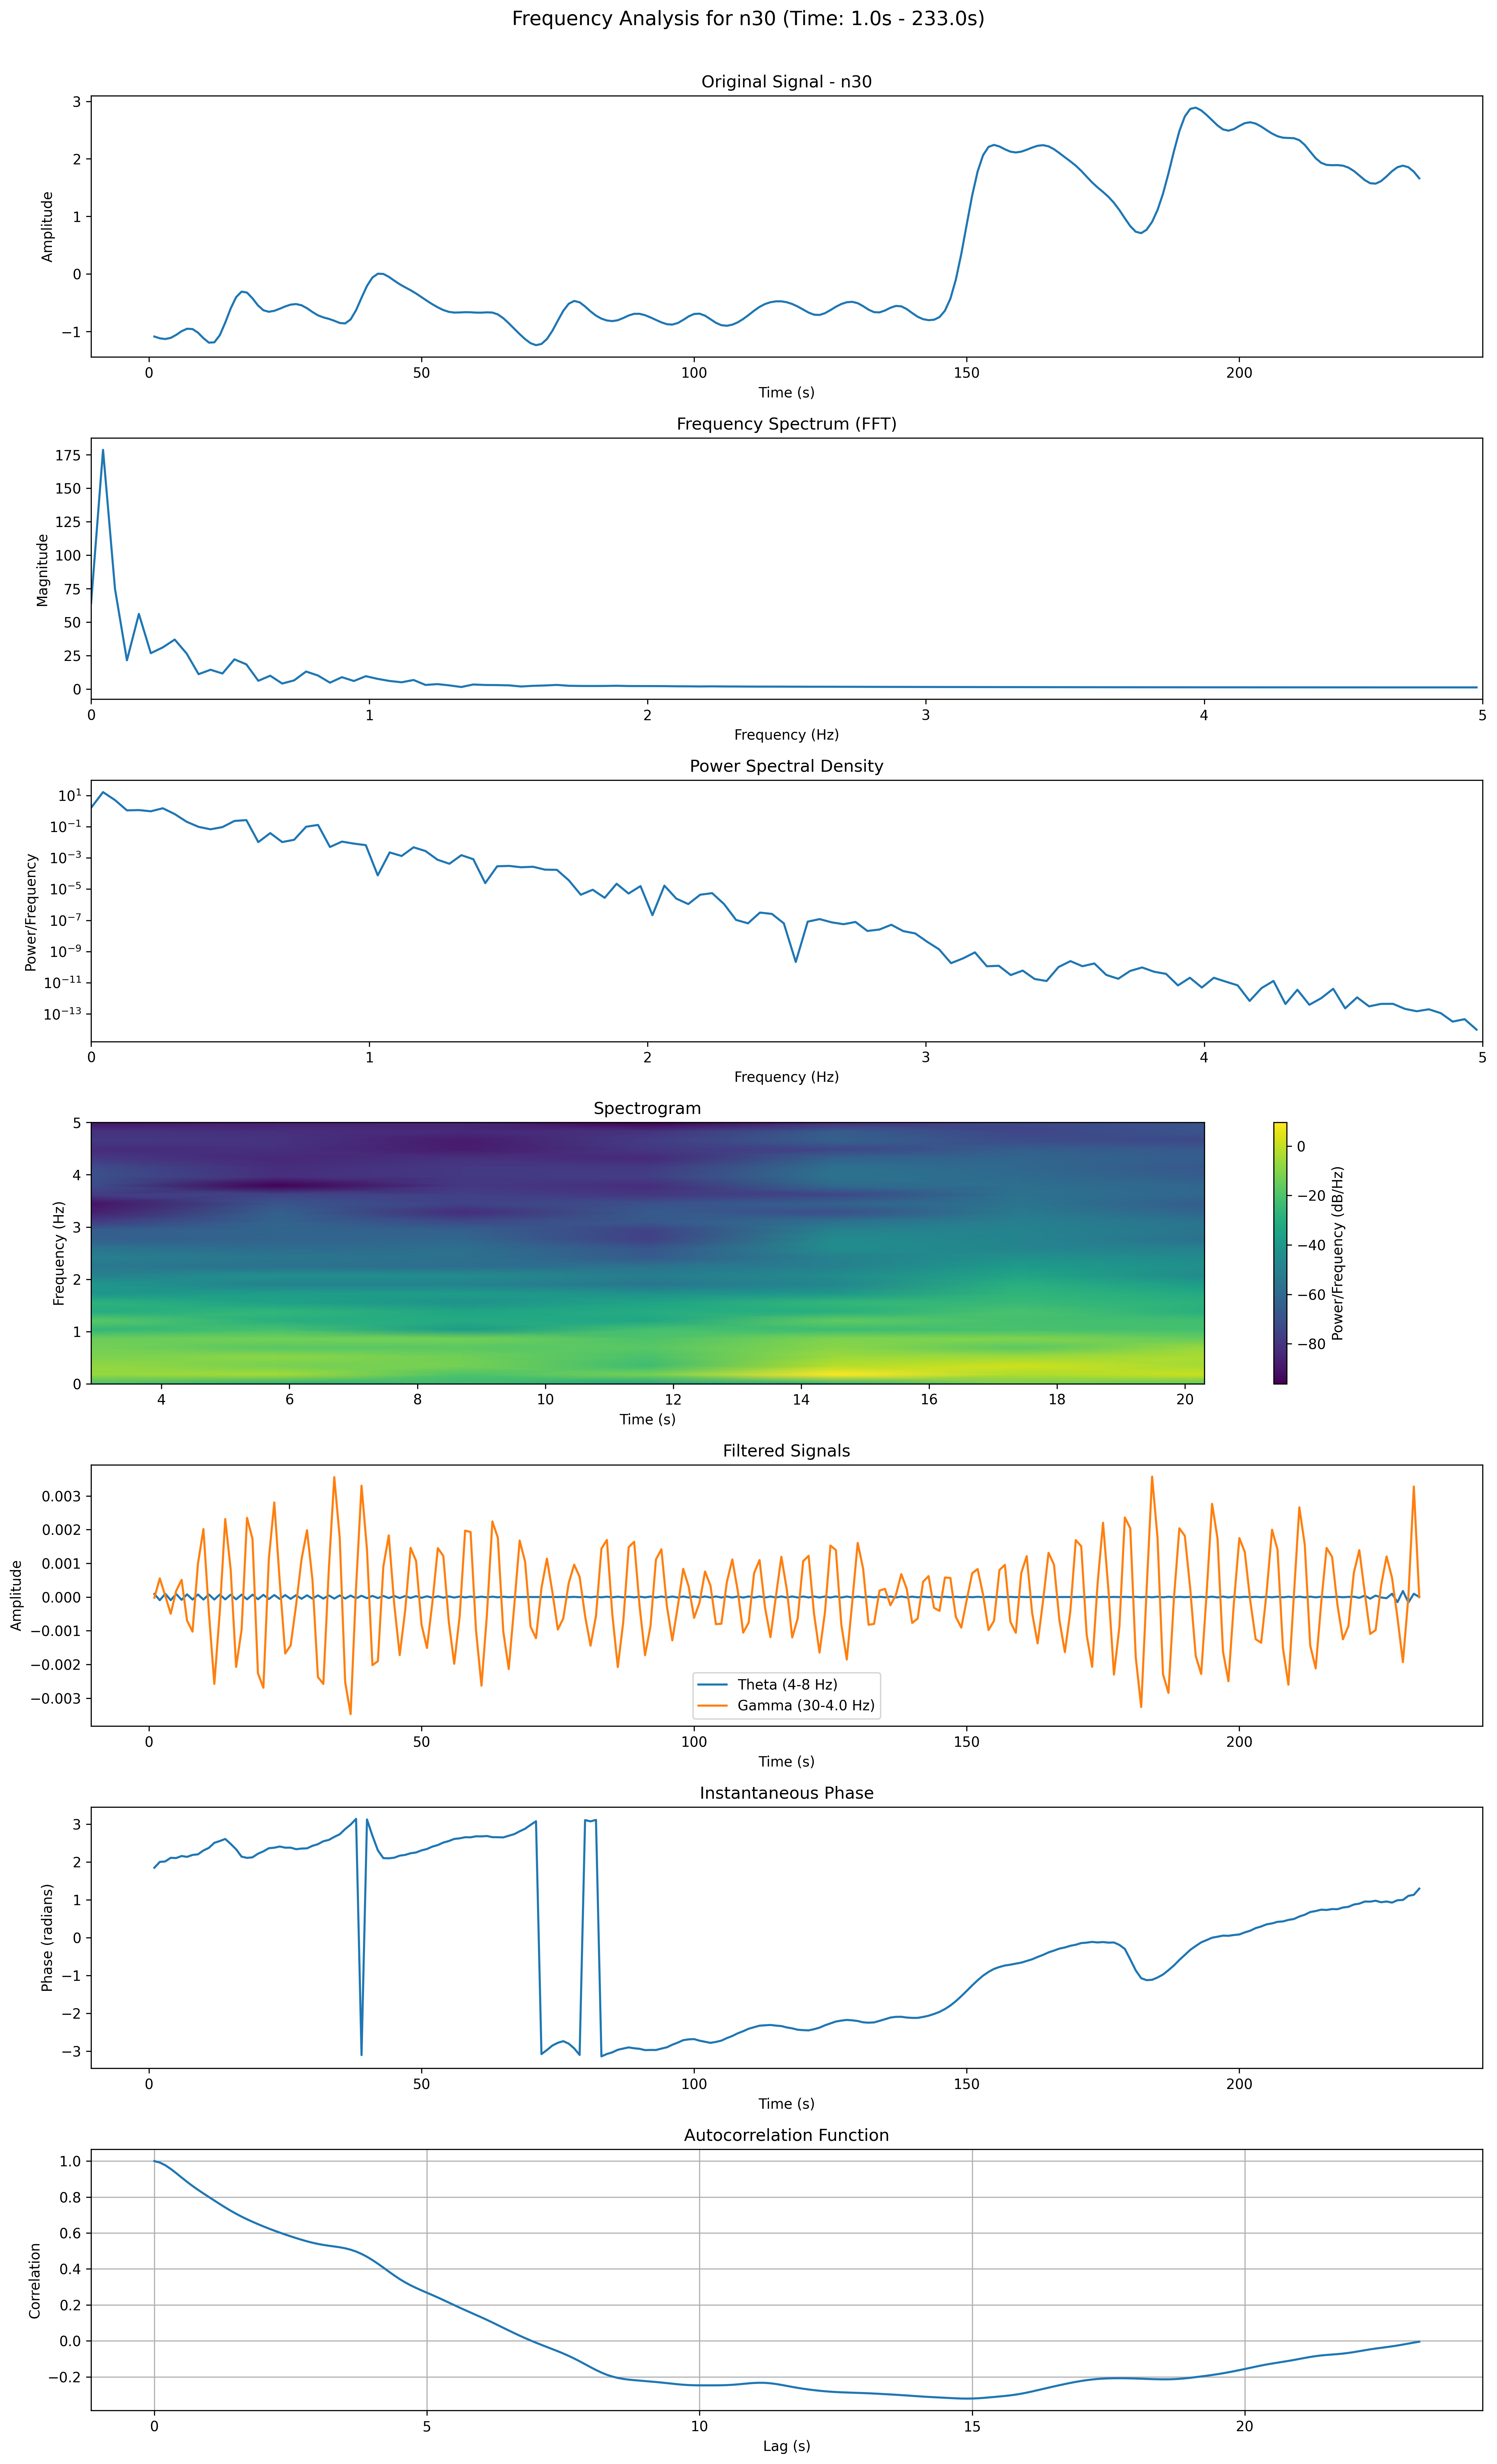 Frequency Analysis for n30 (Time: 1.0s - 233.0s)
Original Signal - n30
Amplitude
3
2
1
0
−1
0 50 100 150 200
Time (s)
Frequency Spectrum (FFT)
Magnitude
175
150
125
100
75
50
25
0
0 1 2 3 4 5
Frequency (Hz)
Power Spectral Density
Power/Frequency
10¹
10⁻¹
10⁻³
10⁻⁵
10⁻⁷
10⁻⁹
10⁻¹¹
10⁻¹³
0 1 2 3 4 5
Frequency (Hz)
Spectrogram
Frequency (Hz)
5
4
3
2
1
0
4 6 8 10 12 14 16 18 20
Time (s)
0
−20
−40
−60
−80
Power/Frequency (dB/Hz)
Filtered Signals
Amplitude
0.003
0.002
0.001
0.000
−0.001
−0.002
−0.003
Theta (4-8 Hz)
Gamma (30-4.0 Hz)
0 50 100 150 200
Time (s)
Instantaneous Phase
Phase (radians)
3
2
1
0
−1
−2
−3
0 50 100 150 200
Time (s)
Autocorrelation Function
Correlation
1.0
0.8
0.6
0.4
0.2
0.0
−0.2
0 5 10 15 20
Lag (s)